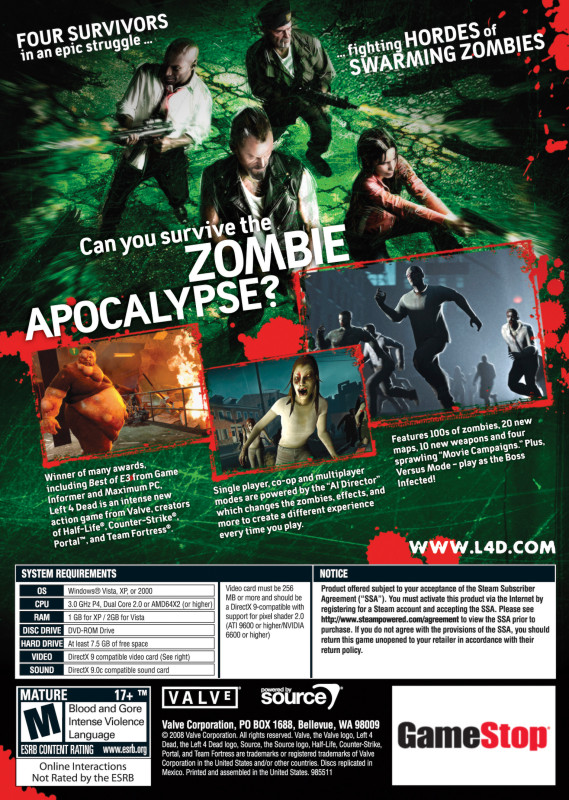 FOUR SURVIVORS
in an epic struggle ...
... fighting HORDES of
SWARMING ZOMBIES
Can you survive the
ZOMBIE
APOCALYPSE?
Winner of many awards,
including Best of E3 from Game
Informer and Maximum PC,
Left 4 Dead is an intense new
action game from Valve, creators
of Half-Life®, Counter-Strike®,
Portal™, and Team Fortress®.
Single player, co-op and multiplayer
modes are powered by the "AI Director"
which changes the zombies, effects, and
more to create a different experience
every time you play.
Features 100s of zombies, 20 new
maps, 10 new weapons and four
sprawling "Movie Campaigns." Plus,
Versus Mode – play as the Boss
Infected!
WWW.L4D.COM
SYSTEM REQUIREMENTS
OS Windows® Vista, XP, or 2000
CPU 3.0 GHz P4, Dual Core 2.0 or AMD64X2 (or higher)
RAM 1 GB for XP / 2GB for Vista
DISC DRIVE DVD-ROM Drive
HARD DRIVE At least 7.5 GB of free space
VIDEO DirectX 9 compatible video card (See right)
SOUND DirectX 9.0c compatible sound card
Video card must be 256
MB or more and should be
a DirectX 9-compatible with
support for pixel shader 2.0
(ATI 9600 or higher/NVIDIA
6600 or higher)
NOTICE
Product offered subject to your acceptance of the Steam Subscriber
Agreement ("SSA"). You must activate this product via the Internet by
registering for a Steam account and accepting the SSA. Please see
http://www.steampowered.com/agreement to view the SSA prior to
purchase. If you do not agree with the provisions of the SSA, you should
return this game unopened to your retailer in accordance with their
return policy.
MATURE 17+ ™
M
Blood and Gore
Intense Violence
Language
ESRB CONTENT RATING www.esrb.org
Online Interactions
Not Rated by the ESRB
VALVE®
powered by
source®
Valve Corporation, PO BOX 1688, Bellevue, WA 98009
© 2008 Valve Corporation. All rights reserved. Valve, the Valve logo, Left 4
Dead, the Left 4 Dead logo, Source, the Source logo, Half-Life, Counter-Strike,
Portal, and Team Fortress are trademarks or registered trademarks of Valve
Corporation in the United States and/or other countries. Discs replicated in
Mexico. Printed and assembled in the United States. 985511
GameStop